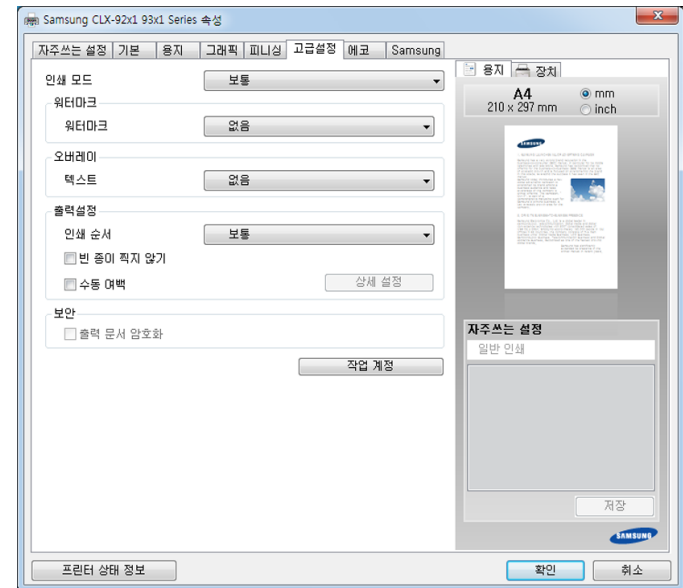 Samsung CLX-92x1 93x1 Series 속성
자주쓰는 설정 기본 용지 그래픽 피니싱 고급설정 에코 Samsung
인쇄 모드 보통
워터마크
워터마크 없음
오버레이
텍스트 없음
출력설정
인쇄 순서 보통
빈 종이 찍지 않기
수동 여백 상세 설정
보안
출력 문서 암호화
작업 계정
용지 장치
A4
210 x 297 mm
mm
inch
SAMSUNG
자주쓰는 설정
일반 인쇄
저장
SAMSUNG
프린터 상태 정보 확인 취소